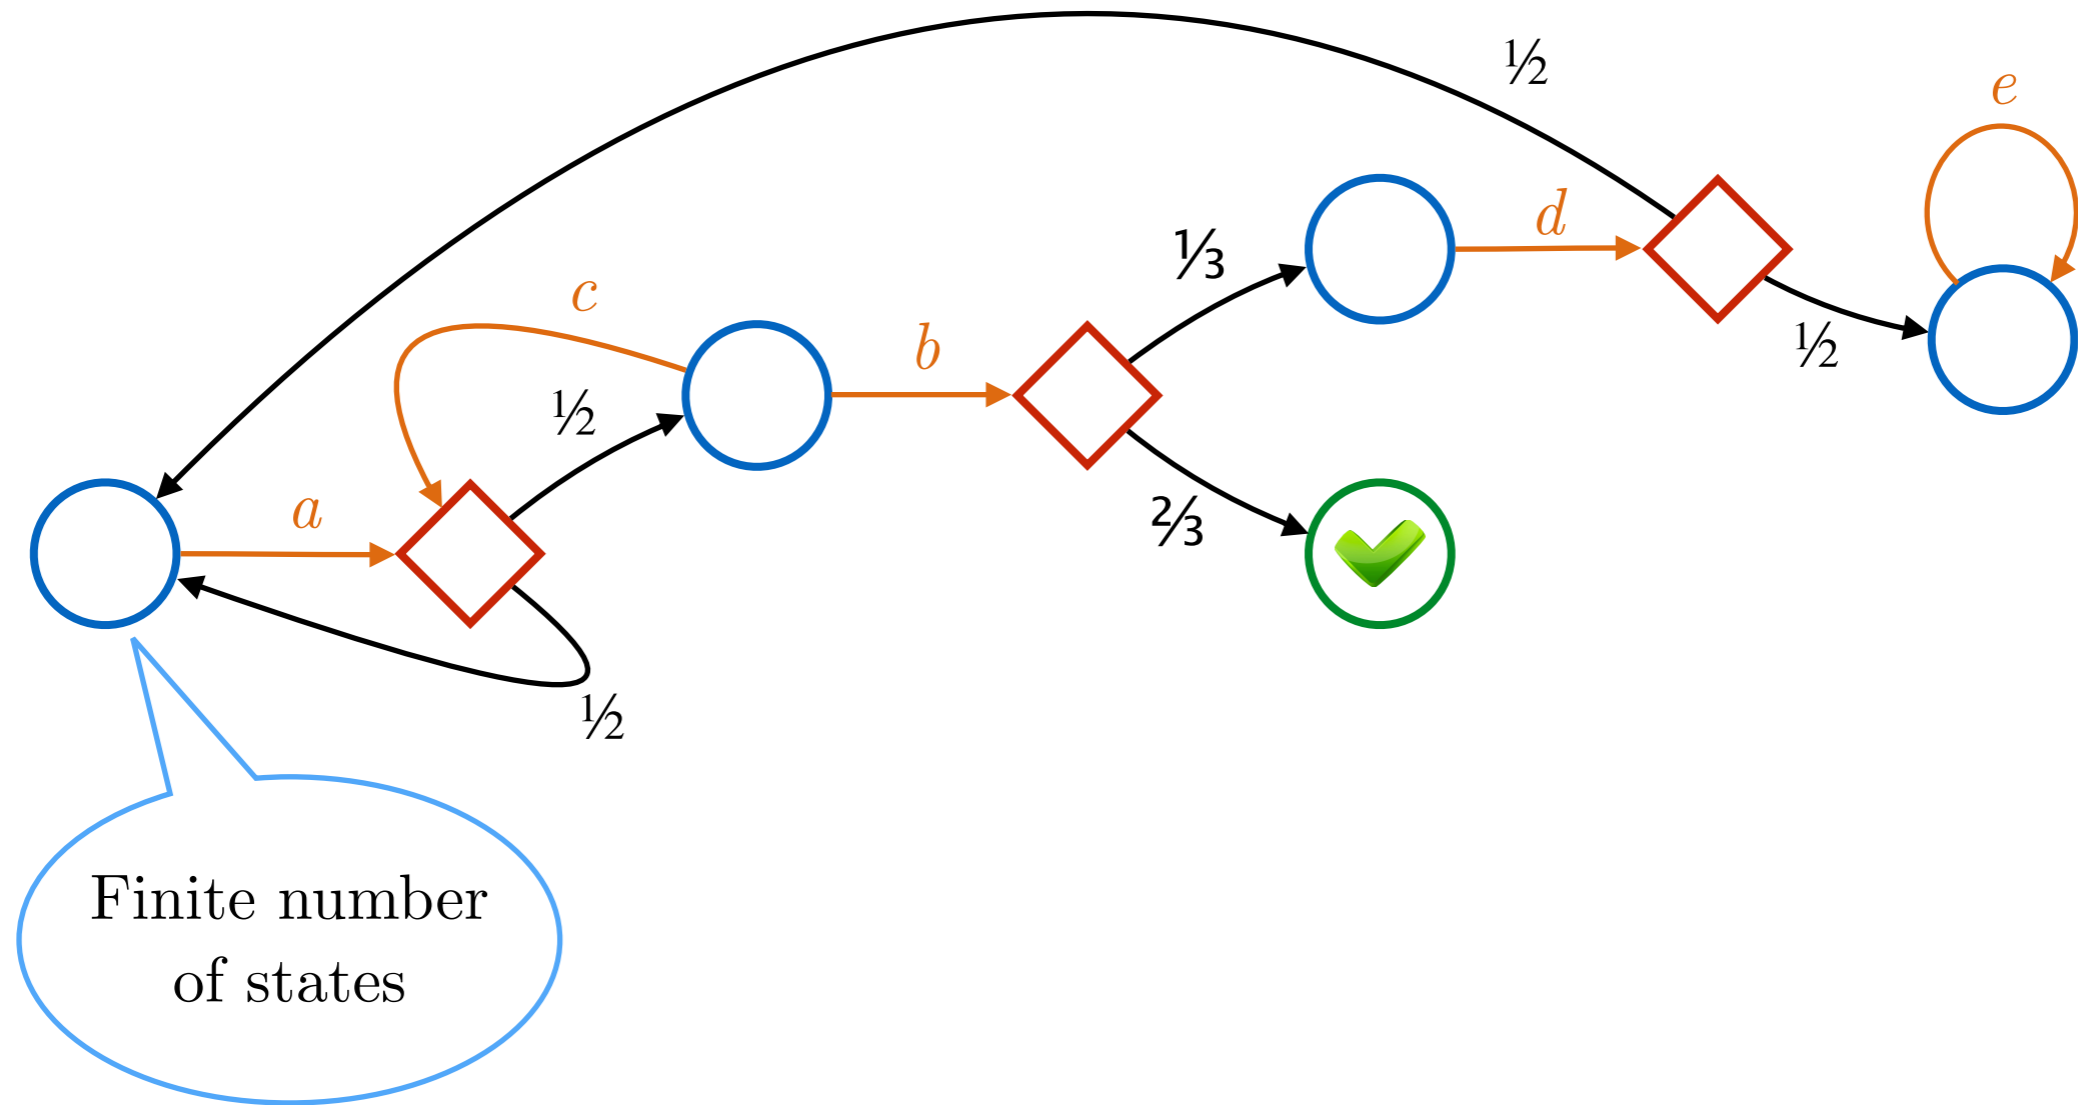 ½
e
d
⅓
c
b
½
½
a
⅔
½
Finite number
of states